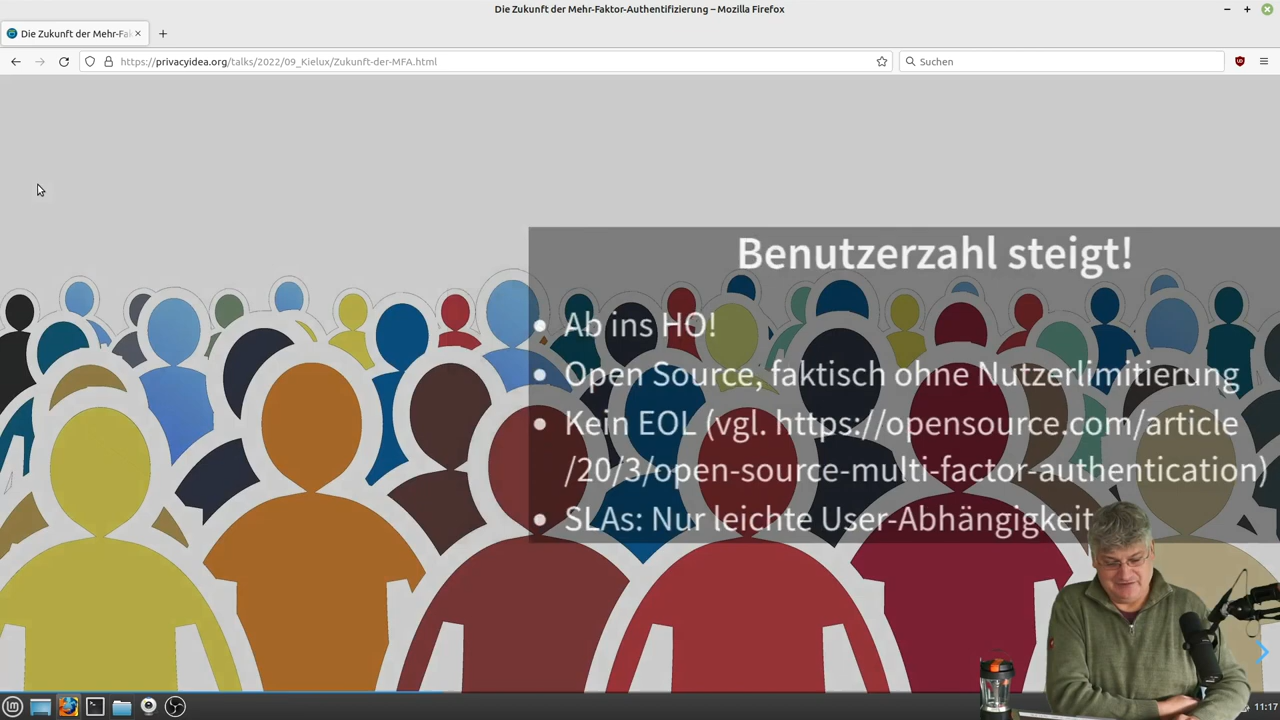 Die Zukunft der Mehr-Faktor-Authentifizierung – Mozilla Firefox
Die Zukunft der Mehr-Fak
https://privacyidea.org/talks/2022/09_Kielux/Zukunft-der-MFA.html
Suchen
Benutzerzahl steigt!
• Ab ins HO!
• Open Source, faktisch ohne Nutzerlimitierung
• Kein EOL (vgl. https://opensource.com/article
/20/3/open-source-multi-factor-authentication)
• SLAs: Nur leichte User-Abhängigkeit
11:17